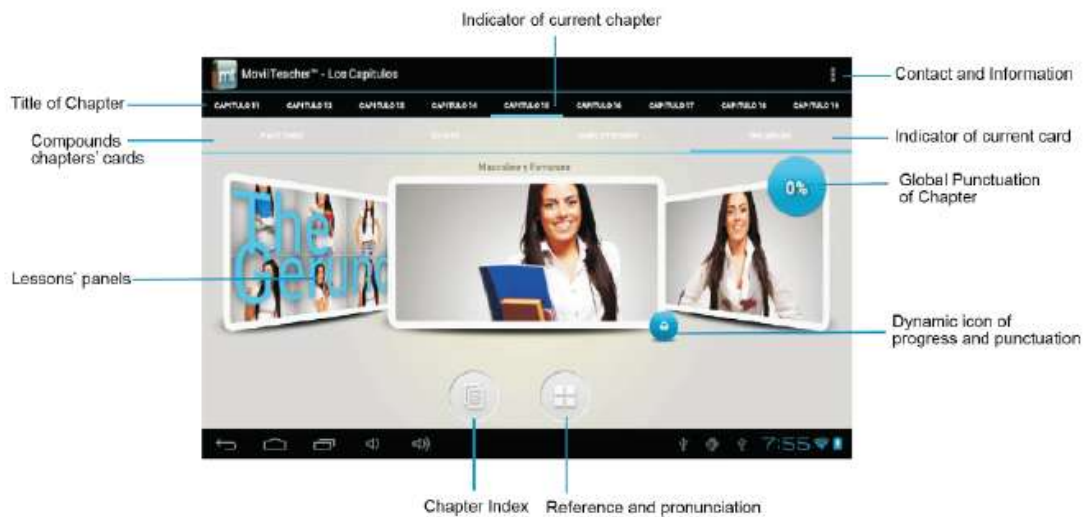 Indicator of current chapter
MovilTeacher™ - Los Capitulos
Contact and Information
Title of Chapter
CAPITULO 11 CAPITULO 12 CAPITULO 13 CAPITULO 14 CAPITULO 15 CAPITULO 16 CAPITULO 17 CAPITULO 18 CAPITULO 19
Compounds
chapters' cards
Indicator of current card
Masculino y Femenino
0%
Global Punctuation
of Chapter
The
Gerund
Lessons' panels
Dynamic icon of
progress and punctuation
7:55
Chapter Index
Reference and pronunciation